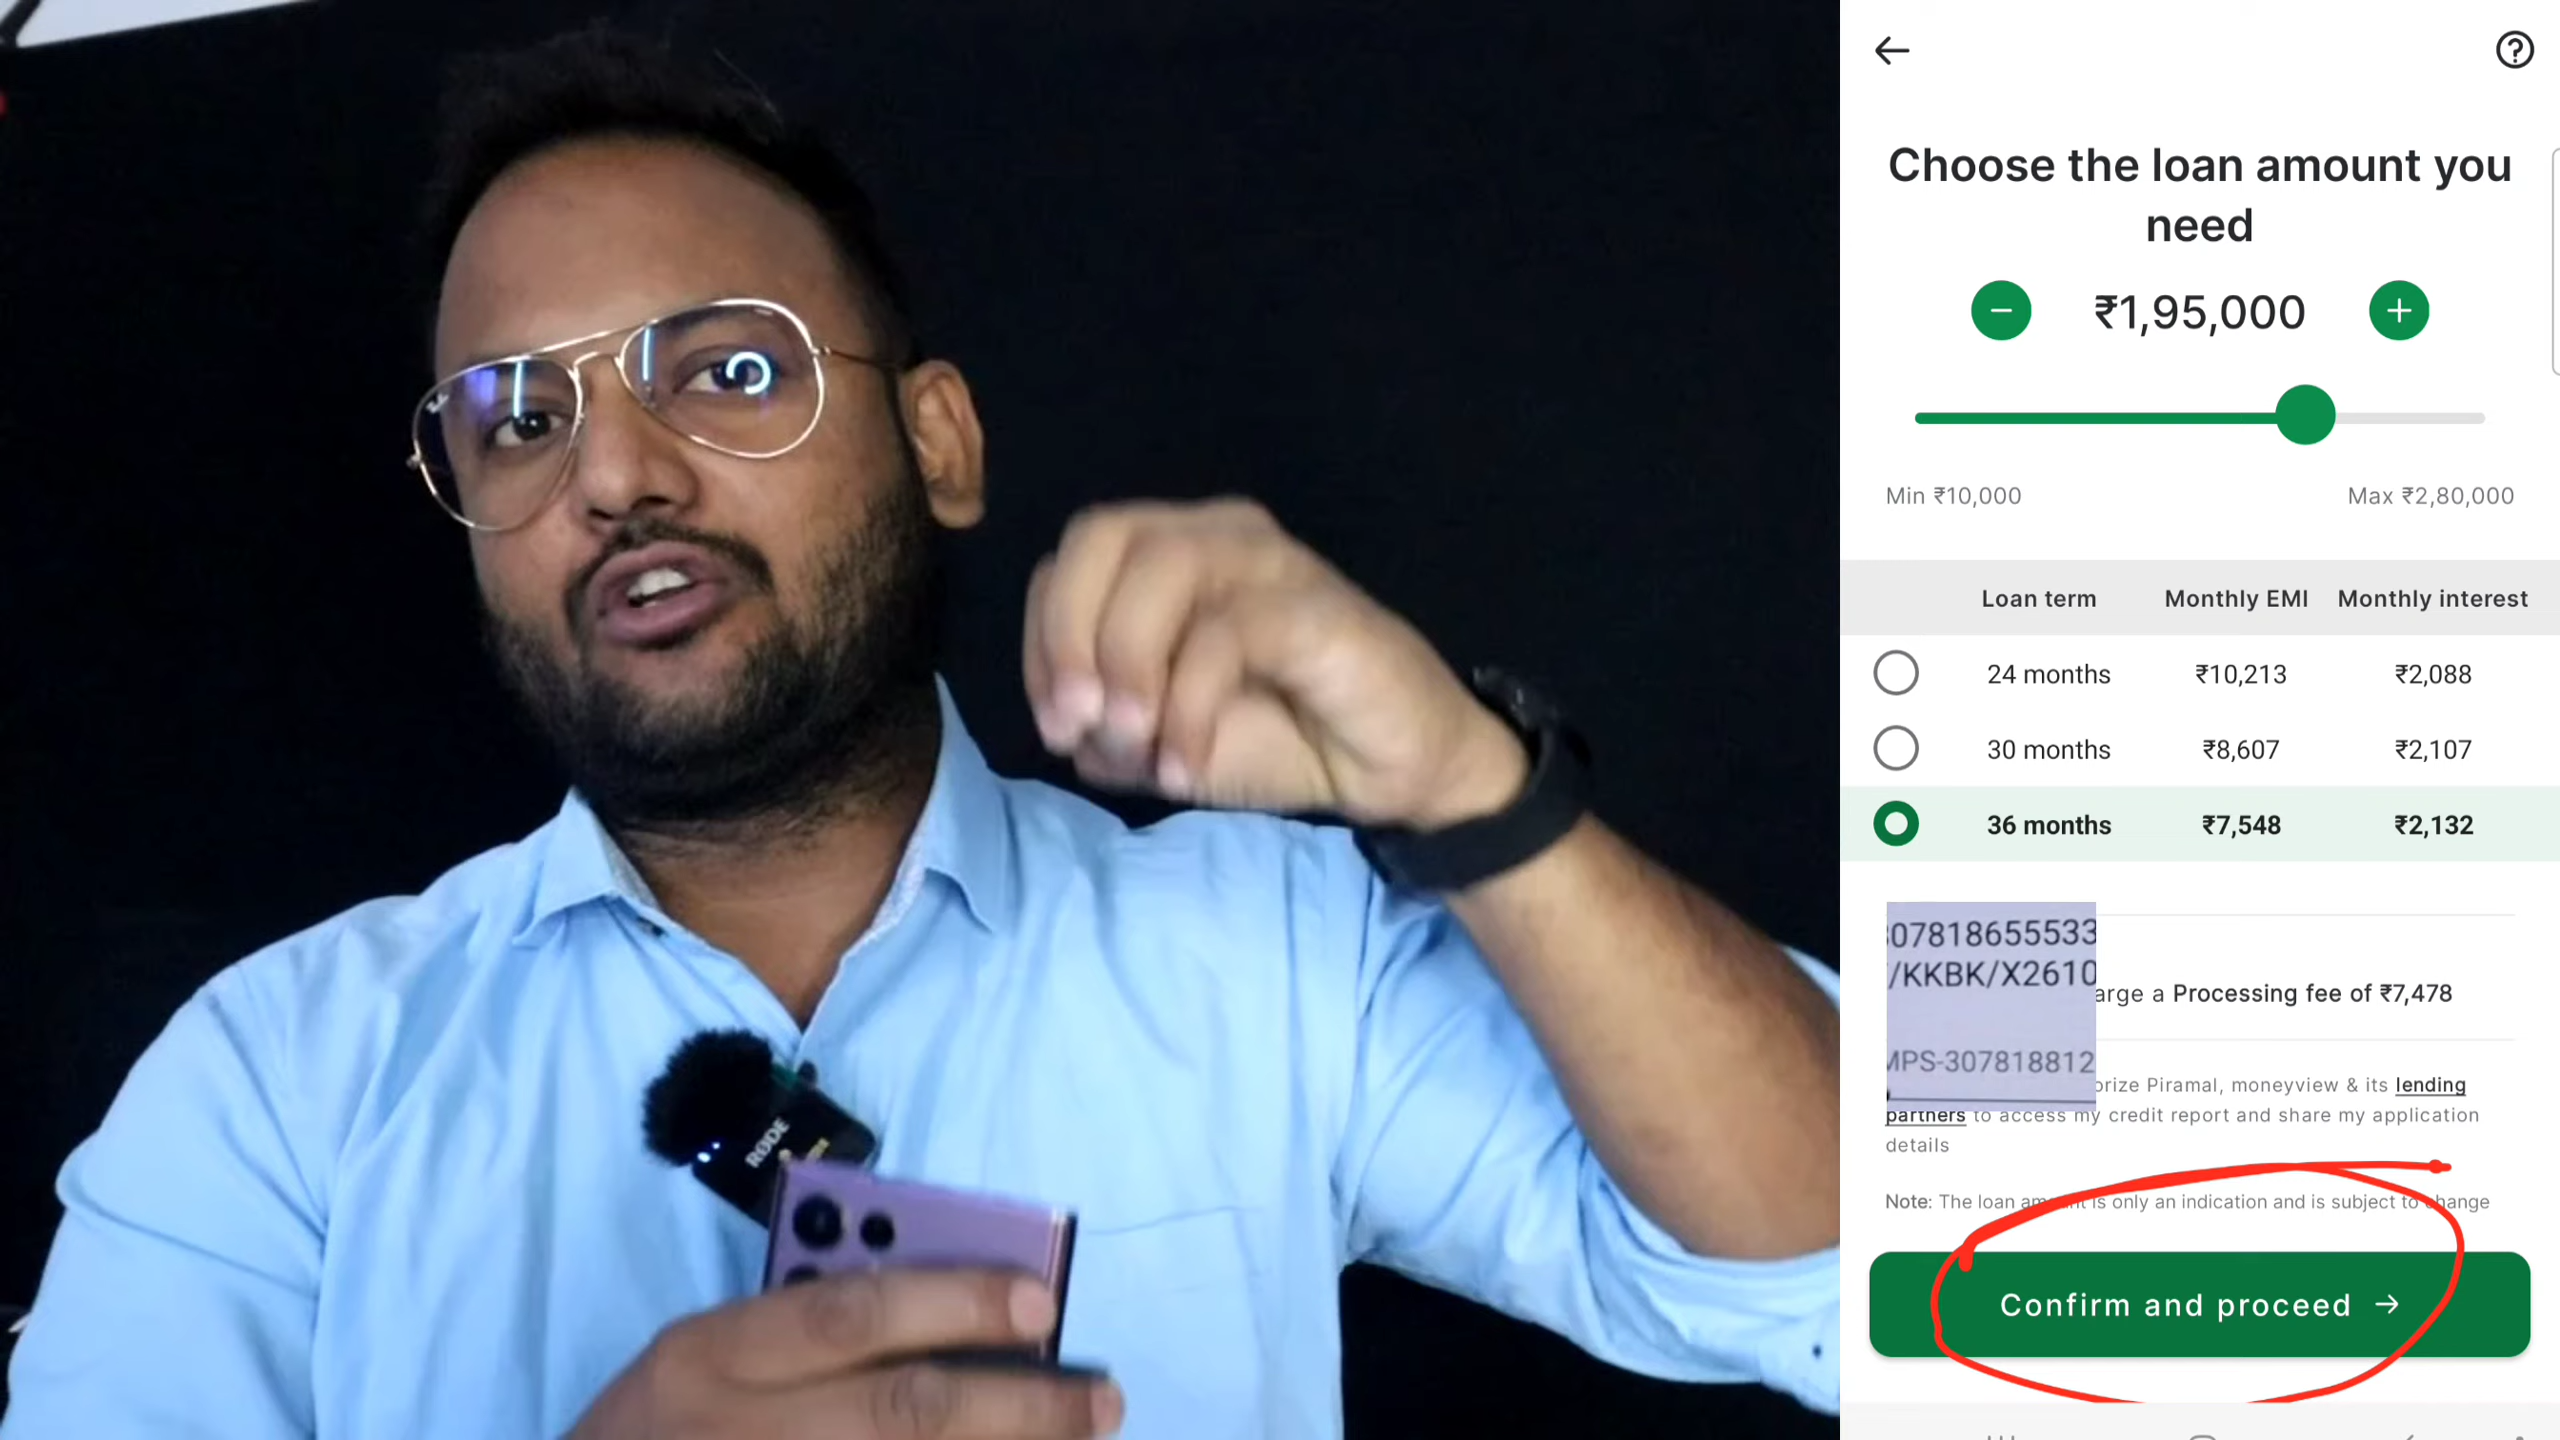 Choose the loan amount you
need
₹1,95,000
Min ₹10,000 Max ₹2,80,000
Loan term Monthly EMI Monthly interest
24 months ₹10,213 ₹2,088
30 months ₹8,607 ₹2,107
36 months ₹7,548 ₹2,132
07818655533
/KKBK/X2610
arge a Processing fee of ₹7,478
MPS-307818812
orize Piramal, moneyview & its lending
partners to access my credit report and share my application
details
Note: The loan amount is only an indication and is subject to change
Confirm and proceed →
RODE